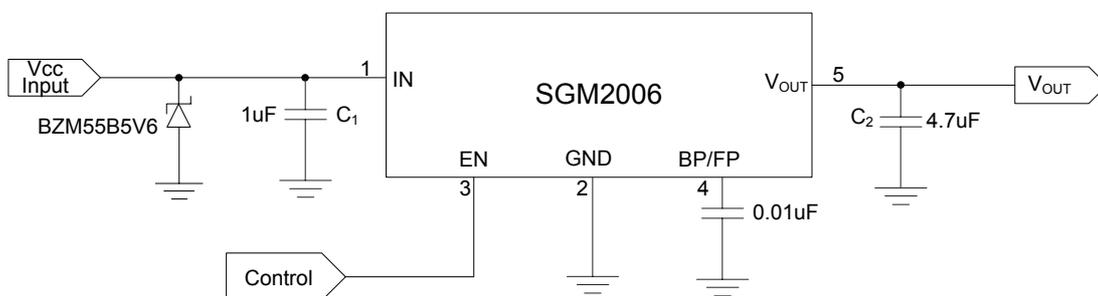 Vcc
Input
BZM55B5V6
1uF
C1
1
IN
SGM2006
VOUT
5
EN
GND
BP/FP
3
2
4
0.01uF
C2
4.7uF
VOUT
Control